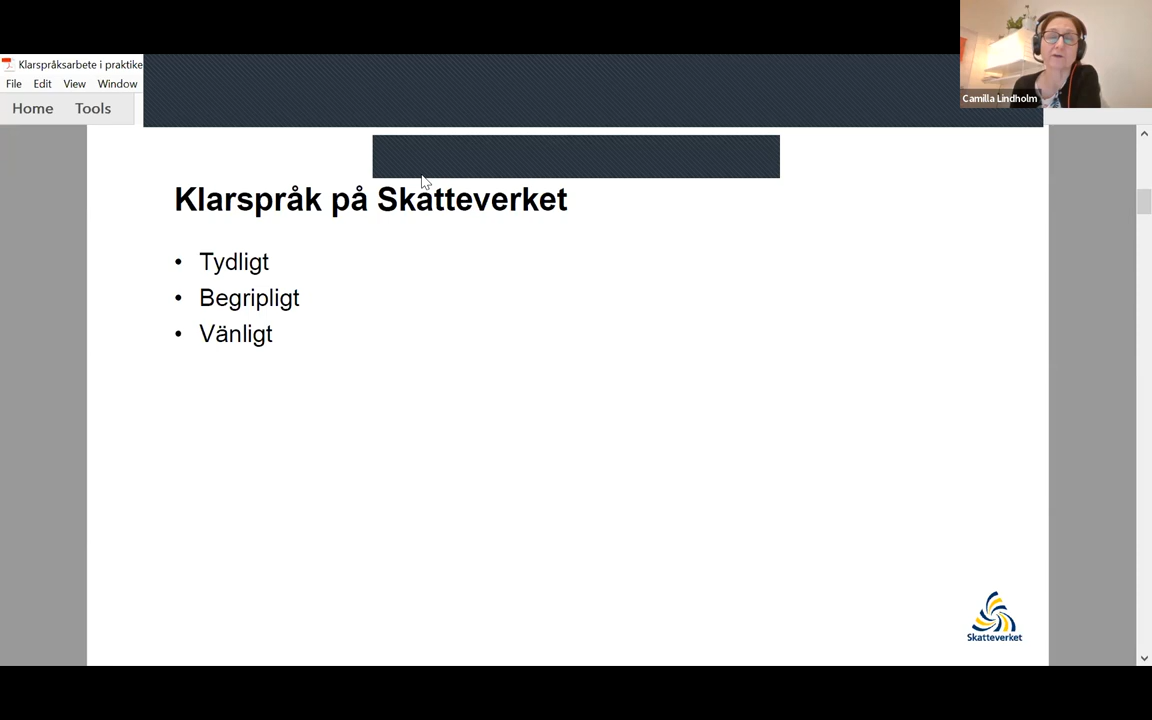 Klarspråksarbete i praktike
File Edit View Window
Home Tools
Camilla Lindholm
Klarspråk på Skatteverket
• Tydligt
• Begripligt
• Vänligt
Skatteverket